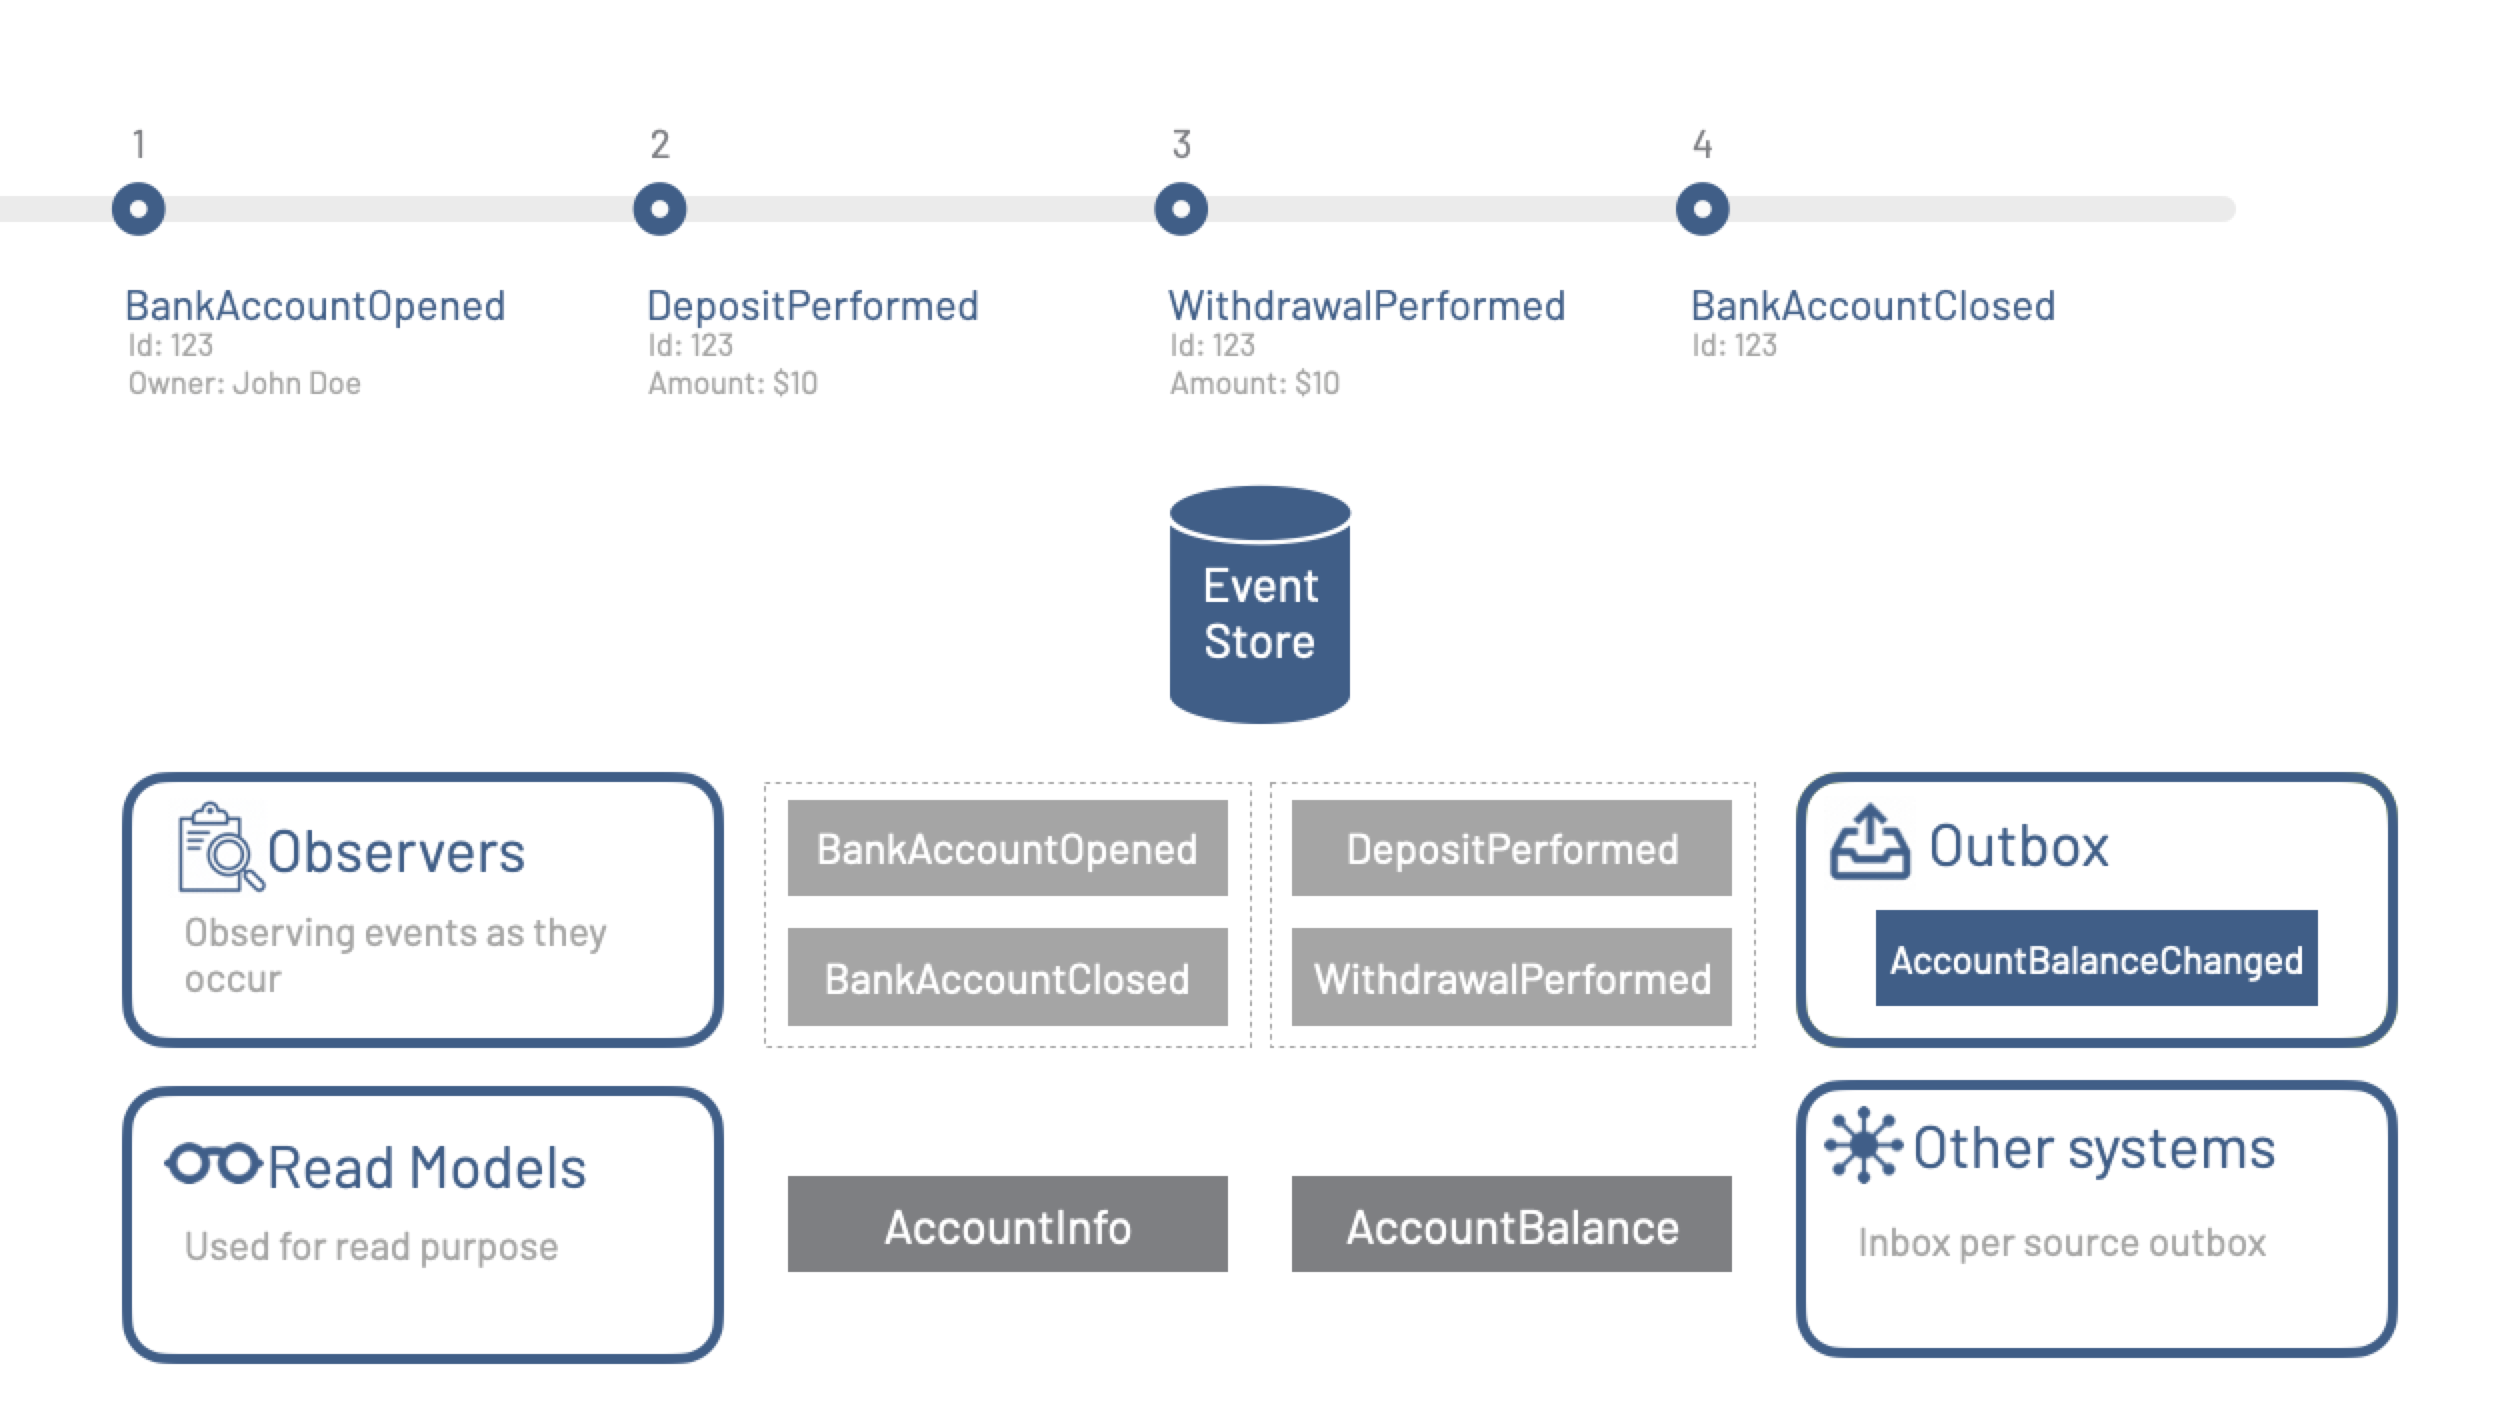 1
2
3
4
BankAccountOpened
Id: 123
Owner: John Doe
DepositPerformed
Id: 123
Amount: $10
WithdrawalPerformed
Id: 123
Amount: $10
BankAccountClosed
Id: 123
Event
Store
Observers
Observing events as they
occur
BankAccountOpened
BankAccountClosed
DepositPerformed
WithdrawalPerformed
Outbox
AccountBalanceChanged
Read Models
Used for read purpose
AccountInfo
AccountBalance
Other systems
Inbox per source outbox